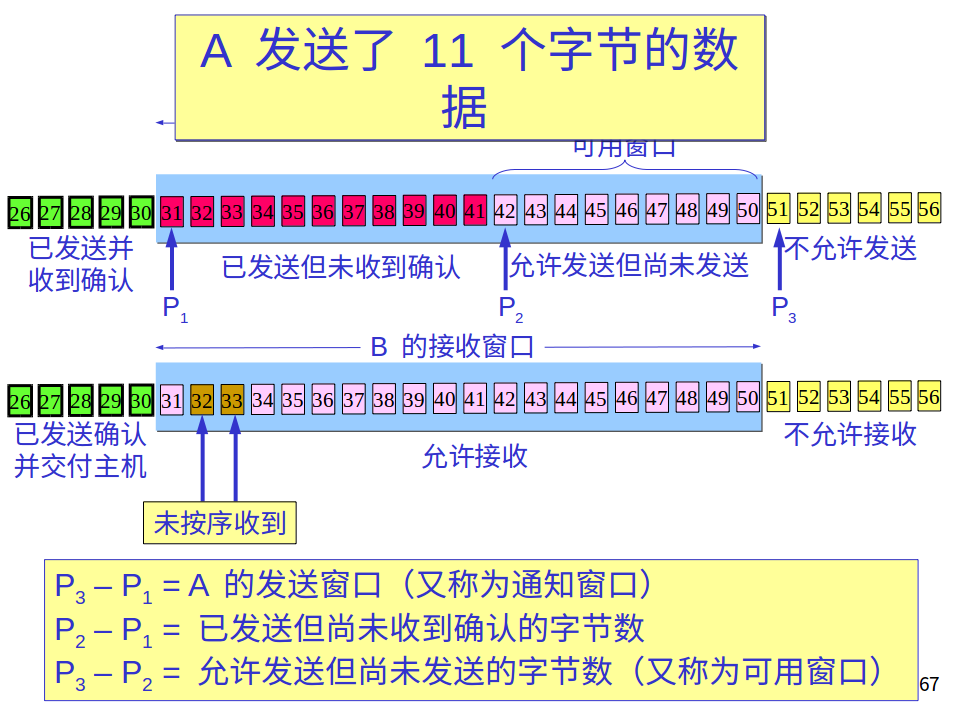 A 发送了 11 个字节的数
据
可用窗口
26 27 28 29 30 31 32 33 34 35 36 37 38 39 40 41 42 43 44 45 46 47 48 49 50 51 52 53 54 55 56
已发送并
收到确认
已发送但未收到确认
允许发送但尚未发送
不允许发送
P1
P2
P3
B 的接收窗口
26 27 28 29 30 31 32 33 34 35 36 37 38 39 40 41 42 43 44 45 46 47 48 49 50 51 52 53 54 55 56
已发送确认
并交付主机
允许接收
不允许接收
未按序收到
P3 – P1 = A 的发送窗口（又称为通知窗口）
P2 – P1 = 已发送但尚未收到确认的字节数
P3 – P2 = 允许发送但尚未发送的字节数（又称为可用窗口）
67